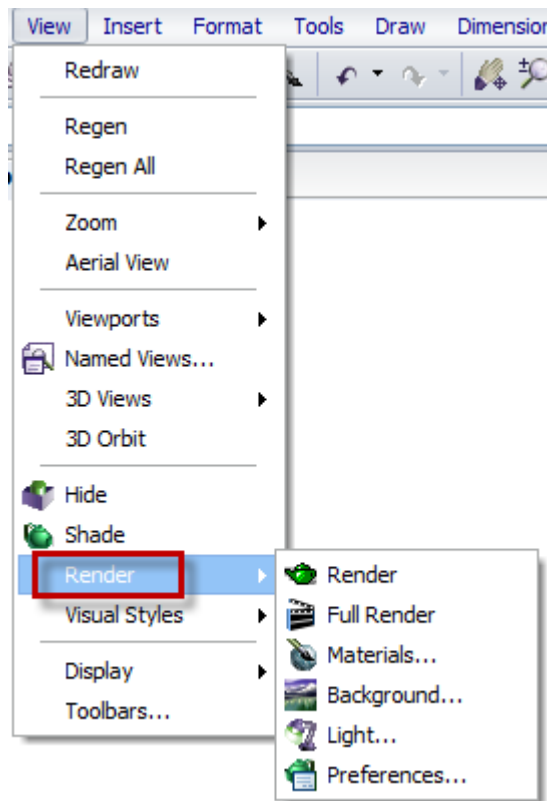 View Insert Format Tools Draw Dimension
Redraw
Regen
Regen All
Zoom
Aerial View
Viewports
Named Views...
3D Views
3D Orbit
Hide
Shade
Render
Visual Styles
Display
Toolbars...
Render
Full Render
Materials...
Background...
Light...
Preferences...